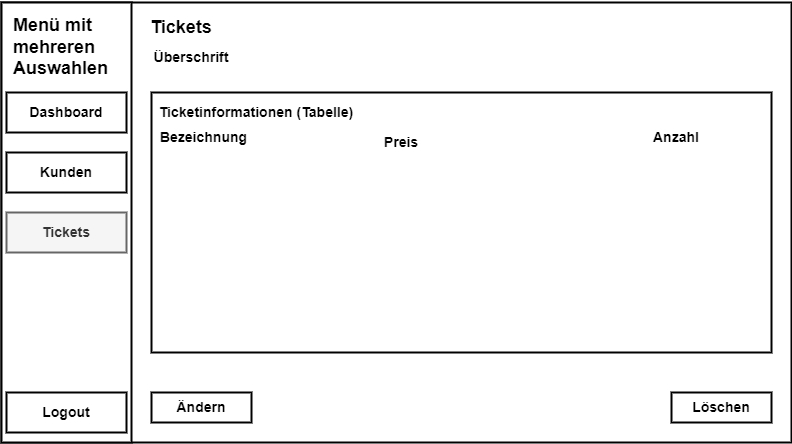 Menü mit
mehreren
Auswahlen
Dashboard
Kunden
Tickets
Logout
Tickets
Überschrift
Ticketinformationen (Tabelle)
Bezeichnung Preis Anzahl
Ändern Löschen